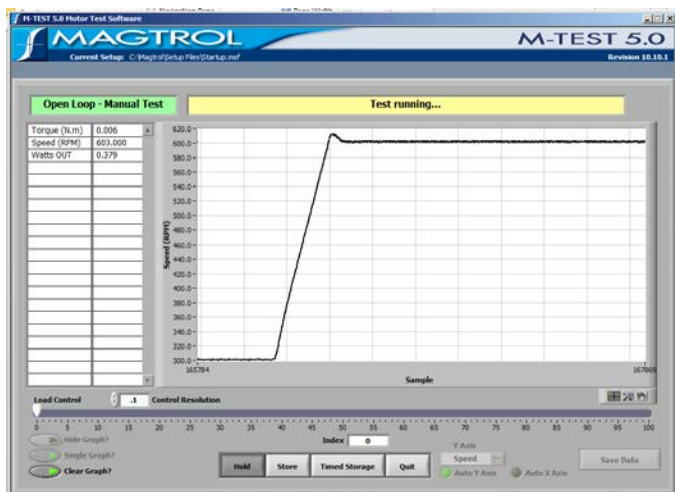 M-TEST 5.0 Motor Test Software
MAGTROL
M-TEST 5.0
Current Setup: C:\Magtrol\Setup Files\Startup.msf
Revision 10.10.1
Open Loop - Manual Test
Test running...
Torque (N.m) 0.006
Speed (RPM) 603.000
Watts OUT 0.379
620.0
600.0
580.0
560.0
540.0
520.0
500.0
480.0
460.0
440.0
420.0
400.0
380.0
360.0
340.0
320.0
300.0
Speed (RPM)
165784
167869
Sample
Load Control
.1
Control Resolution
0 5 10 15 20 25 30 35 40 45 50 55 60 65 70 75 80 85 90 95 100
Hide Graph?
Single Graph?
Clear Graph?
Index 0
Hold
Store
Timed Storage
Quit
Y Axis
Speed
Auto Y Axis
Auto X Axis
Save Data